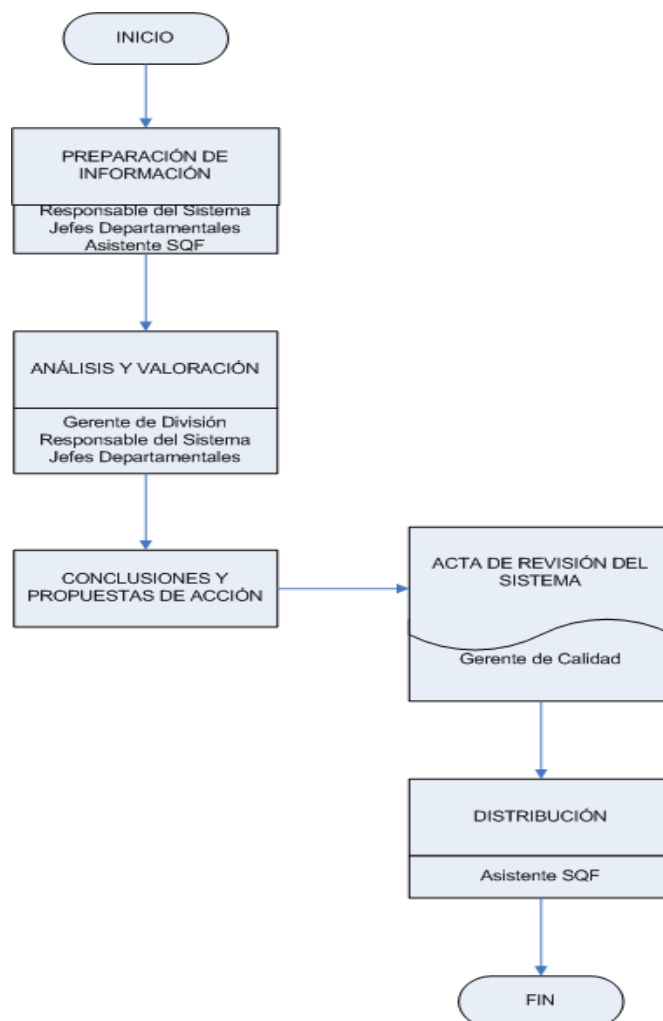 INICIO
PREPARACIÓN DE
INFORMACIÓN
Responsable del Sistema
Jefes Departamentales
Asistente SQF
ANÁLISIS Y VALORACIÓN
Gerente de División
Responsable del Sistema
Jefes Departamentales
CONCLUSIONES Y
PROPUESTAS DE ACCIÓN
ACTA DE REVISIÓN DEL
SISTEMA
Gerente de Calidad
DISTRIBUCIÓN
Asistente SQF
FIN